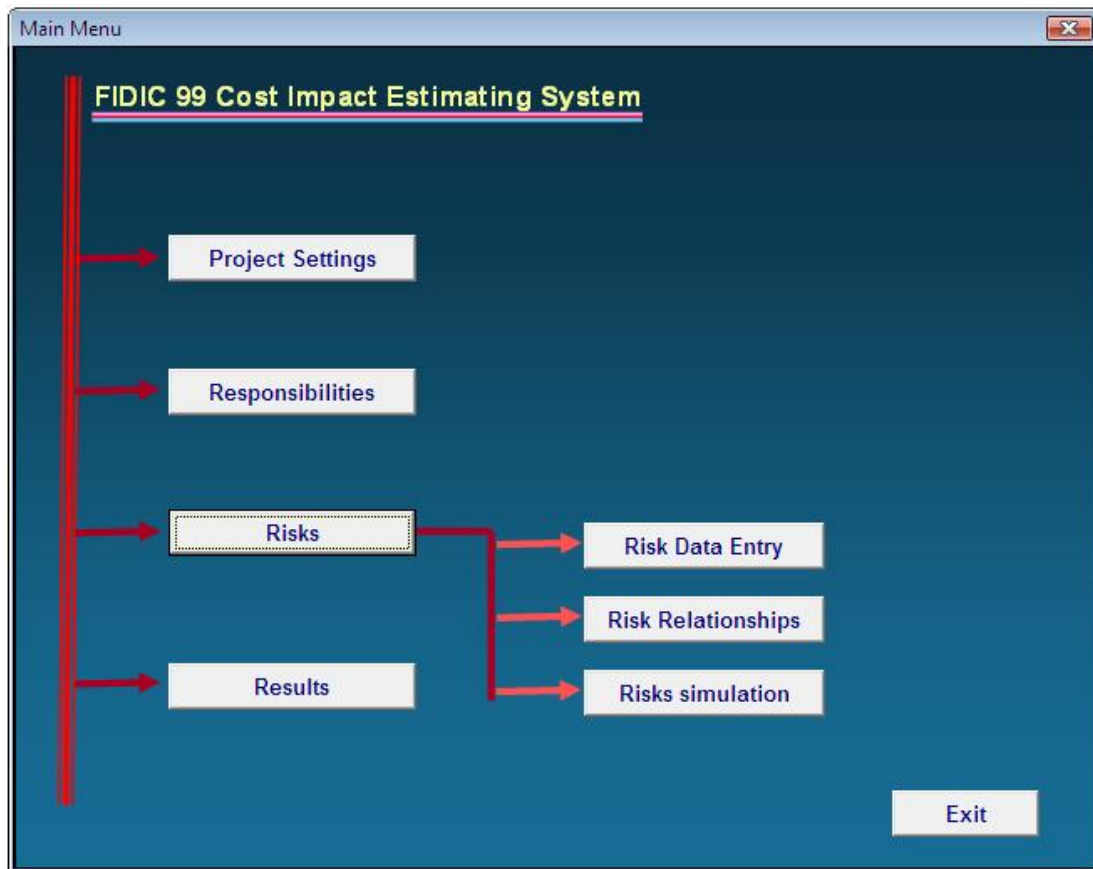 Main Menu
FIDIC 99 Cost Impact Estimating System
Project Settings
Responsibilities
Risks
Risk Data Entry
Risk Relationships
Results
Risks simulation
Exit